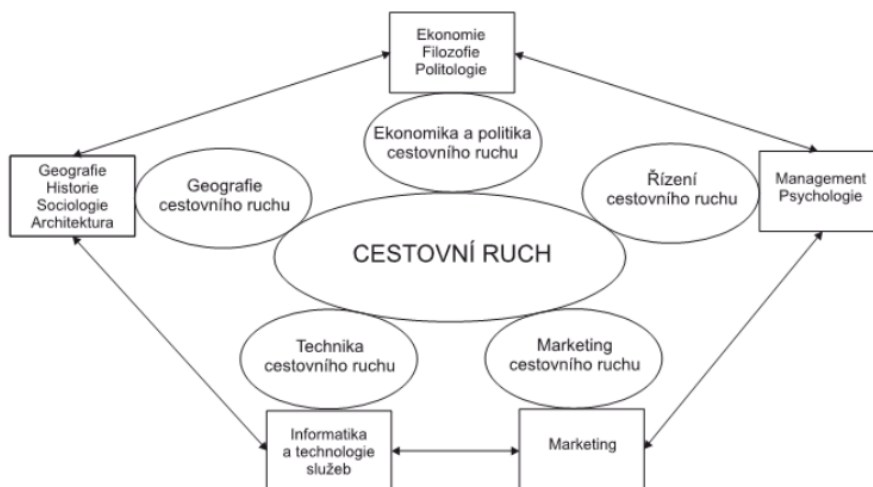 Ekonomie
Filozofie
Politologie
Ekonomika a politika
cestovního ruchu
Geografie
Historie
Sociologie
Architektura
Geografie
cestovního ruchu
Řízení
cestovního ruchu
Management
Psychologie
CESTOVNÍ RUCH
Technika
cestovního ruchu
Marketing
cestovního ruchu
Informatika
a technologie
služeb
Marketing